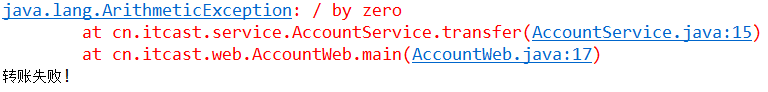 java.lang.ArithmeticException: / by zero
at cn.itcast.service.AccountService.transfer(AccountService.java:15)
at cn.itcast.web.AccountWeb.main(AccountWeb.java:17)
转账失败!